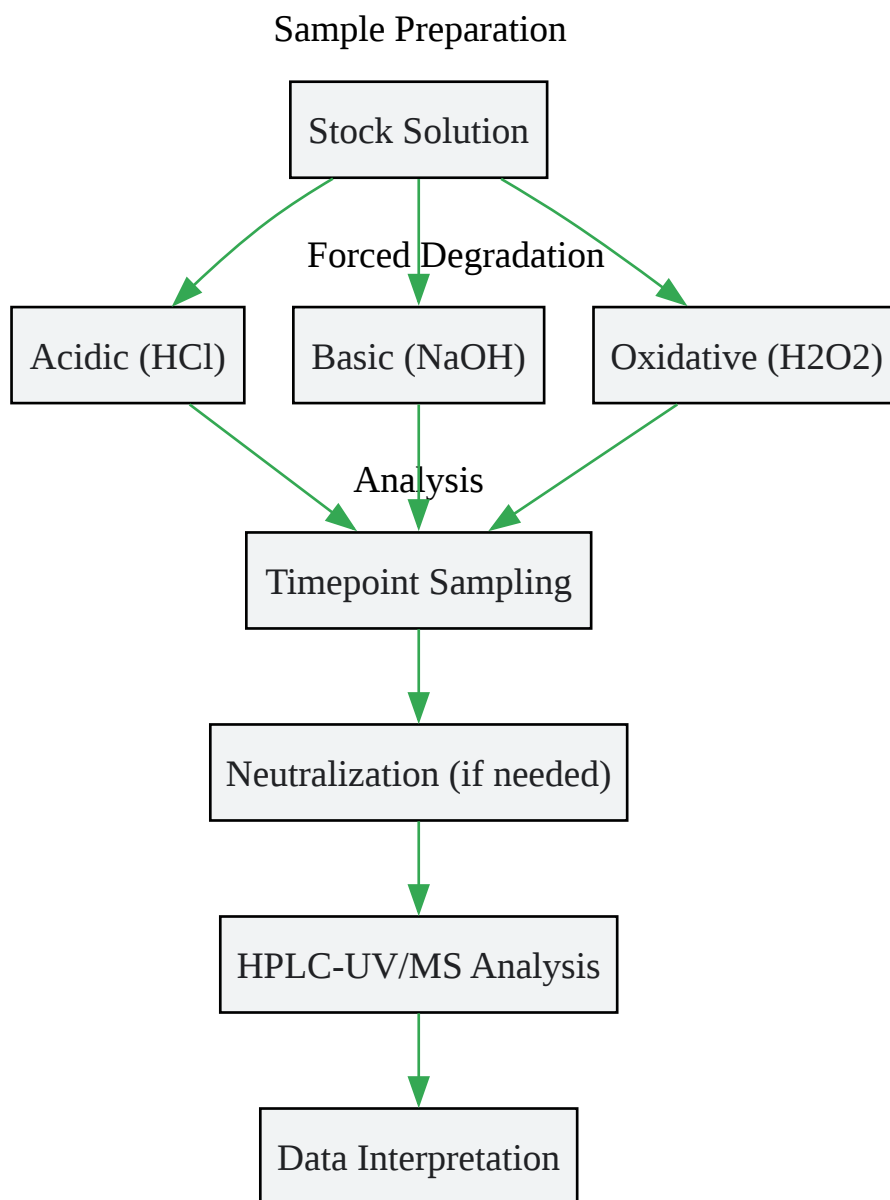 Sample Preparation
Stock Solution
Forced Degradation
Acidic (HCl)
Basic (NaOH)
Oxidative (H2O2)
Analysis
Timepoint Sampling
Neutralization (if needed)
HPLC-UV/MS Analysis
Data Interpretation